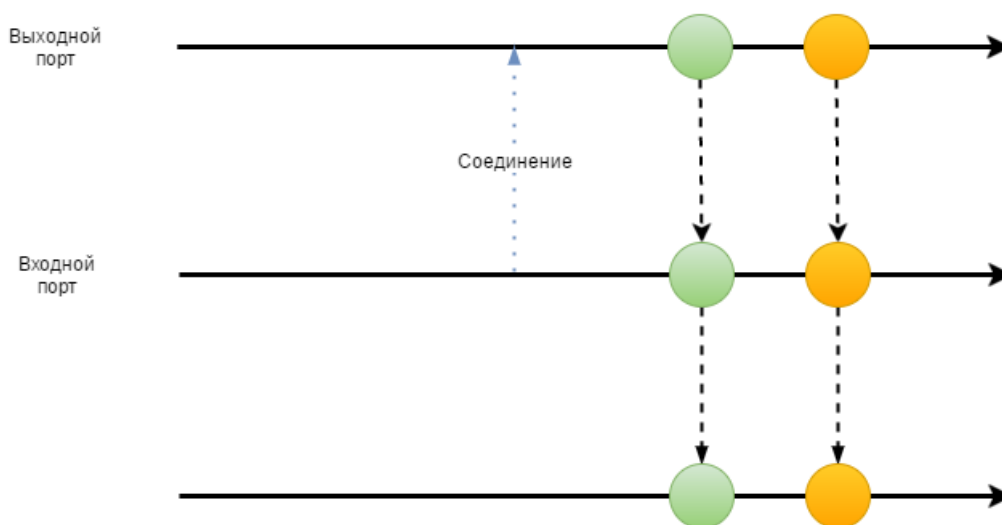 Выходной
порт
Соединение
Входной
порт